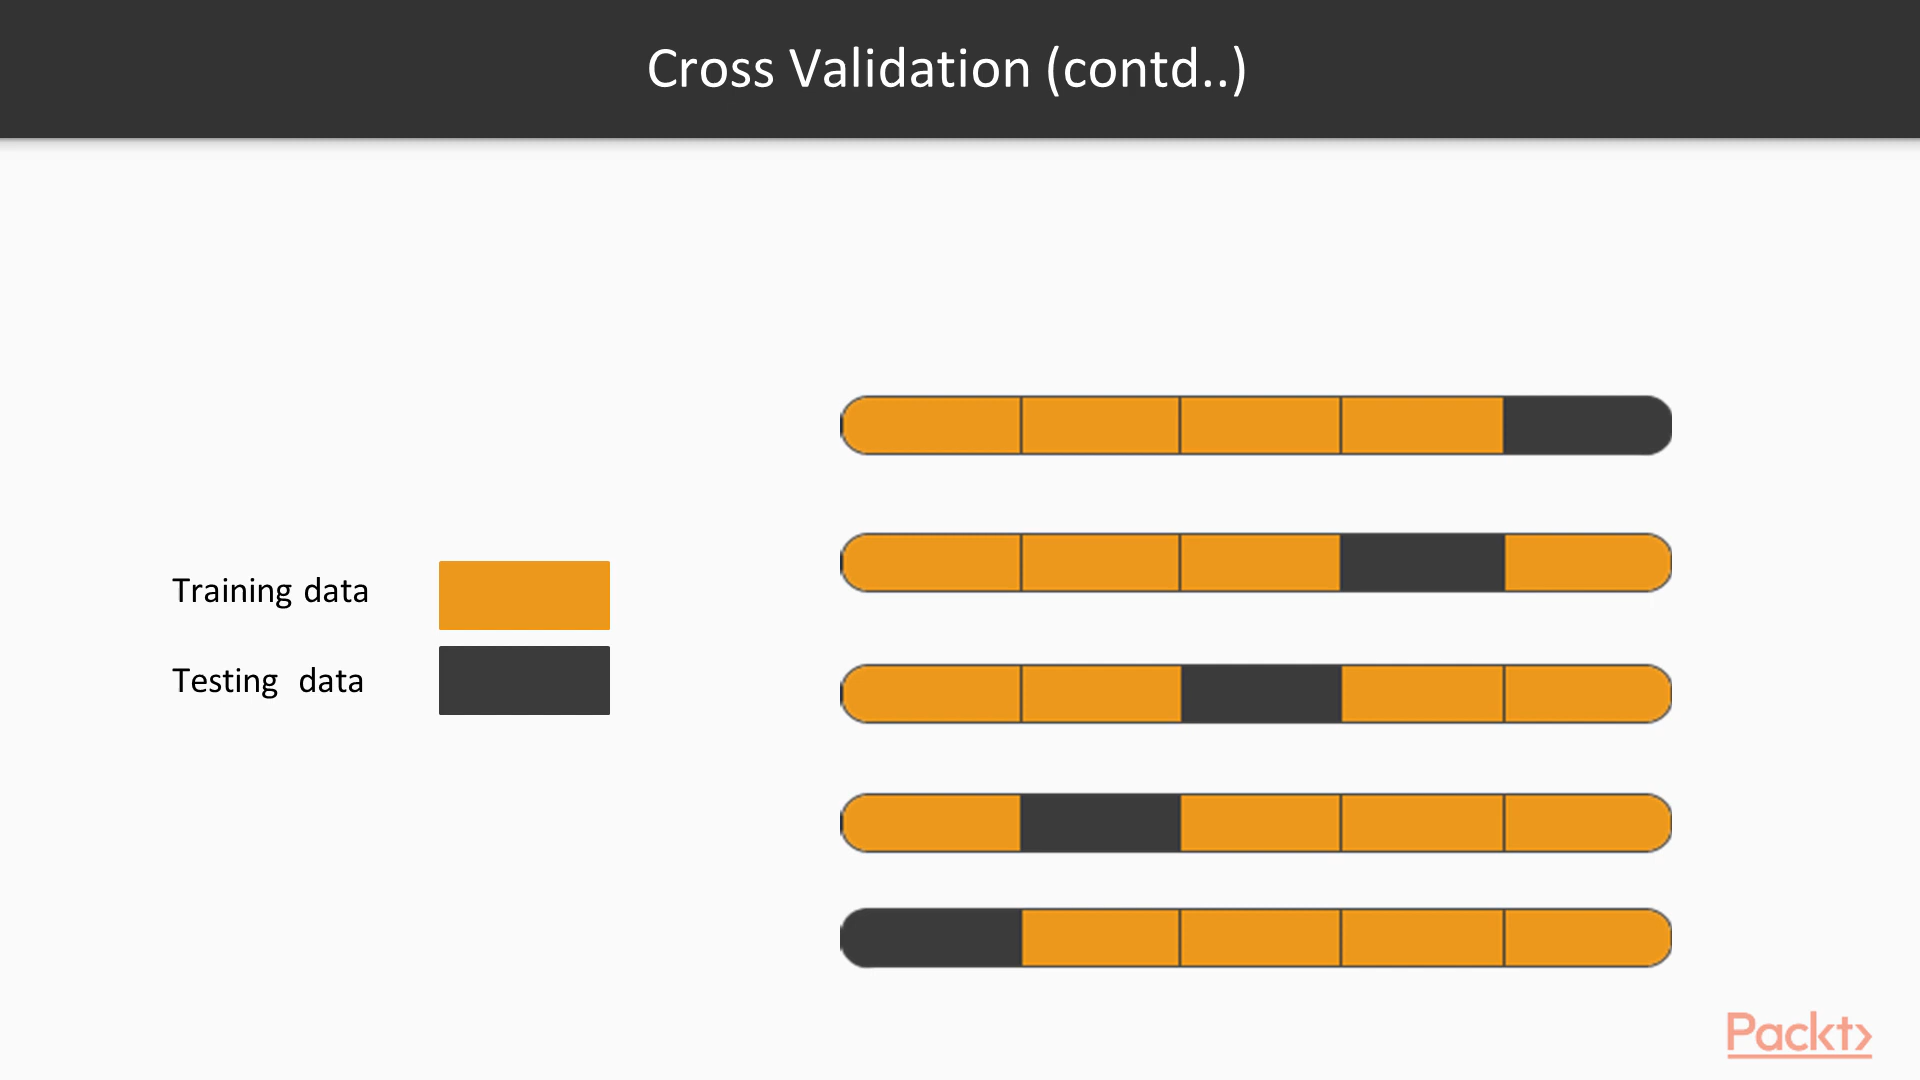 Cross Validation (contd..)
Training data
Testing data
Packt>